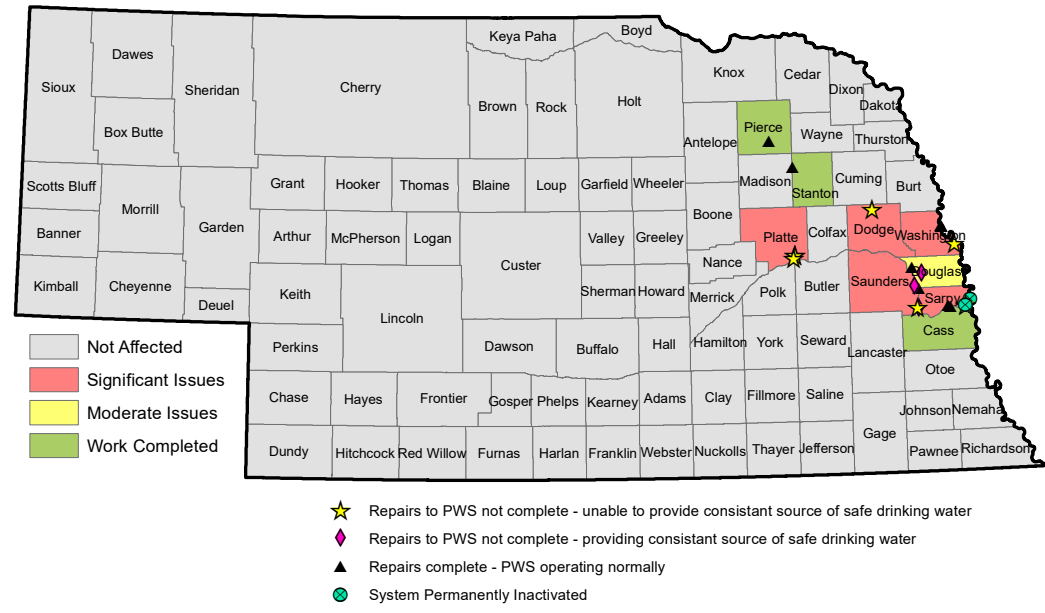 Keya Paha
Boyd
Dawes
Sioux
Sheridan
Cherry
Knox
Cedar
Dixon
Dakota
Brown
Rock
Holt
Box Butte
Pierce
Wayne
Thurston
Antelope
Scotts Bluff
Grant
Hooker
Thomas
Blaine
Loup
Garfield
Wheeler
Madison
Stanton
Cuming
Burt
Morrill
Garden
Boone
Banner
Arthur
McPherson
Logan
Valley
Greeley
Platte
Colfax
Dodge
Washington
Custer
Nance
Kimball
Cheyenne
Keith
Sherman
Howard
Merrick
Polk
Butler
Saunders
Douglas
Sarpy
Deuel
Lincoln
Cass
Perkins
Dawson
Buffalo
Hall
Hamilton
York
Seward
Lancaster
Otoe
Chase
Hayes
Frontier
Gosper
Phelps
Kearney
Adams
Clay
Fillmore
Saline
Johnson
Nemaha
Gage
Dundy
Hitchcock
Red Willow
Furnas
Harlan
Franklin
Webster
Nuckolls
Thayer
Jefferson
Pawnee
Richardson
Not Affected
Significant Issues
Moderate Issues
Work Completed
Repairs to PWS not complete - unable to provide consistant source of safe drinking water
Repairs to PWS not complete - providing consistant source of safe drinking water
Repairs complete - PWS operating normally
System Permanently Inactivated